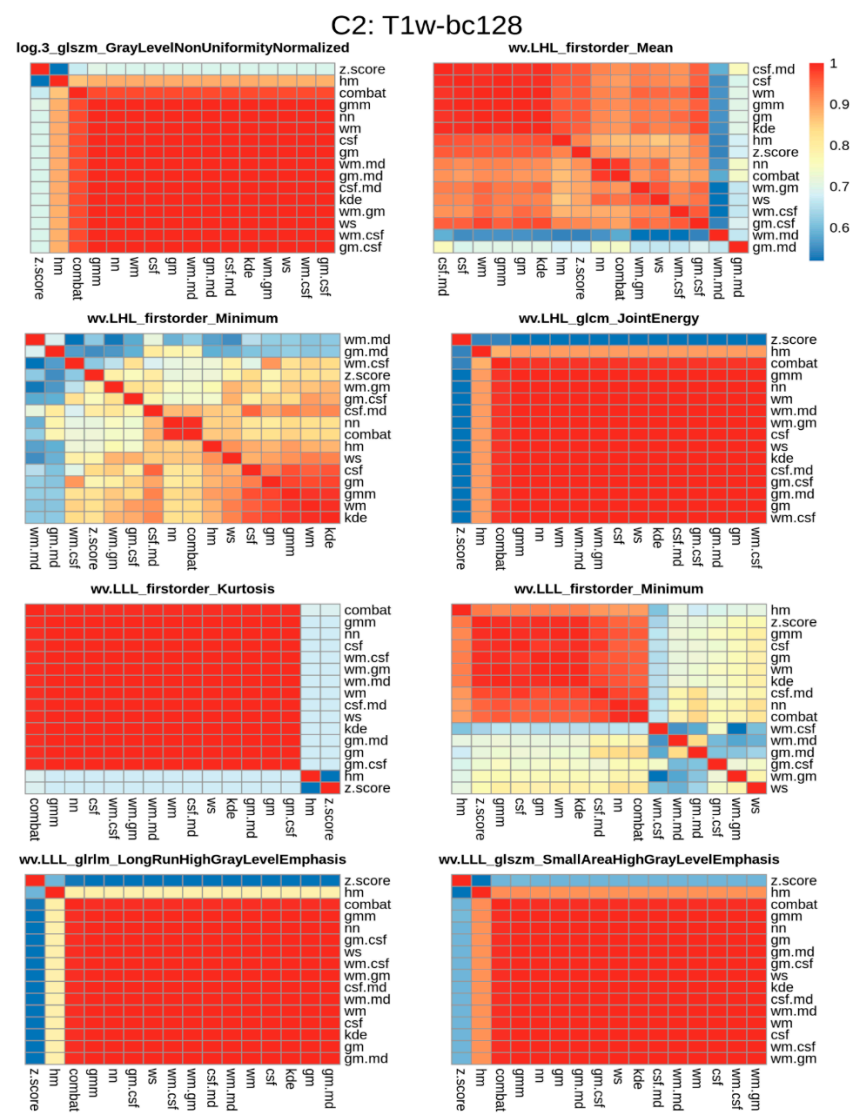 C2: T1w-bc128
log.3_glszm_GrayLevelNonUniformityNormalized
z.score
hm
combat
gmm
nn
wm
csf
gm
wm.md
gm.md
csf.md
kde
wm.gm
ws
wm.csf
gm.csf
z.score
hm
combat
gmm
nn
wm
csf
gm
wm.md
gm.md
csf.md
kde
wm.gm
ws
wm.csf
gm.csf
wv.LHL_firstorder_Mean
csf.md
csf
wm
gmm
gm
kde
hm
z.score
nn
combat
wm.gm
ws
wm.csf
gm.csf
wm.md
gm.md
csf.md
csf
wm
gmm
gm
kde
hm
z.score
nn
combat
wm.gm
ws
wm.csf
gm.csf
wm.md
gm.md
1
0.9
0.8
0.7
0.6
wv.LHL_firstorder_Minimum
wm.md
gm.md
wm.csf
z.score
wm.gm
gm.csf
csf.md
nn
combat
hm
ws
csf
gm
gmm
wm
kde
wm.md
gm.md
wm.csf
z.score
wm.gm
gm.csf
csf.md
nn
combat
hm
ws
csf
gm
gmm
wm
kde
wv.LHL_glcm_JointEnergy
z.score
hm
combat
gmm
nn
wm
wm.md
wm.gm
csf
ws
kde
csf.md
gm.csf
gm.md
gm
wm.csf
z.score
hm
combat
gmm
nn
wm
wm.md
wm.gm
csf
ws
kde
csf.md
gm.csf
gm.md
gm
wm.csf
wv.LLL_firstorder_Kurtosis
combat
gmm
nn
csf
wm.csf
wm.gm
wm.md
wm
csf.md
ws
kde
gm.md
gm
gm.csf
hm
z.score
combat
gmm
nn
csf
wm.csf
wm.gm
wm.md
wm
csf.md
ws
kde
gm.md
gm
gm.csf
hm
z.score
wv.LLL_firstorder_Minimum
hm
z.score
gmm
csf
gm
wm
kde
csf.md
nn
combat
wm.csf
wm.md
gm.md
gm.csf
wm.gm
ws
hm
z.score
gmm
csf
gm
wm
kde
csf.md
nn
combat
wm.csf
wm.md
gm.md
gm.csf
wm.gm
ws
wv.LLL_glrlm_LongRunHighGrayLevelEmphasis
z.score
hm
combat
gmm
nn
gm.csf
ws
wm.csf
wm.gm
csf.md
wm.md
wm
csf
kde
gm
gm.md
z.score
hm
combat
gmm
nn
gm.csf
ws
wm.csf
wm.gm
csf.md
wm.md
wm
csf
kde
gm
gm.md
wv.LLL_glszm_SmallAreaHighGrayLevelEmphasis
z.score
hm
combat
gmm
nn
gm
gm.md
gm.csf
ws
kde
csf.md
wm.md
wm
csf
wm.csf
wm.gm
z.score
hm
combat
gmm
nn
gm
gm.md
gm.csf
ws
kde
csf.md
wm.md
wm
csf
wm.csf
wm.gm